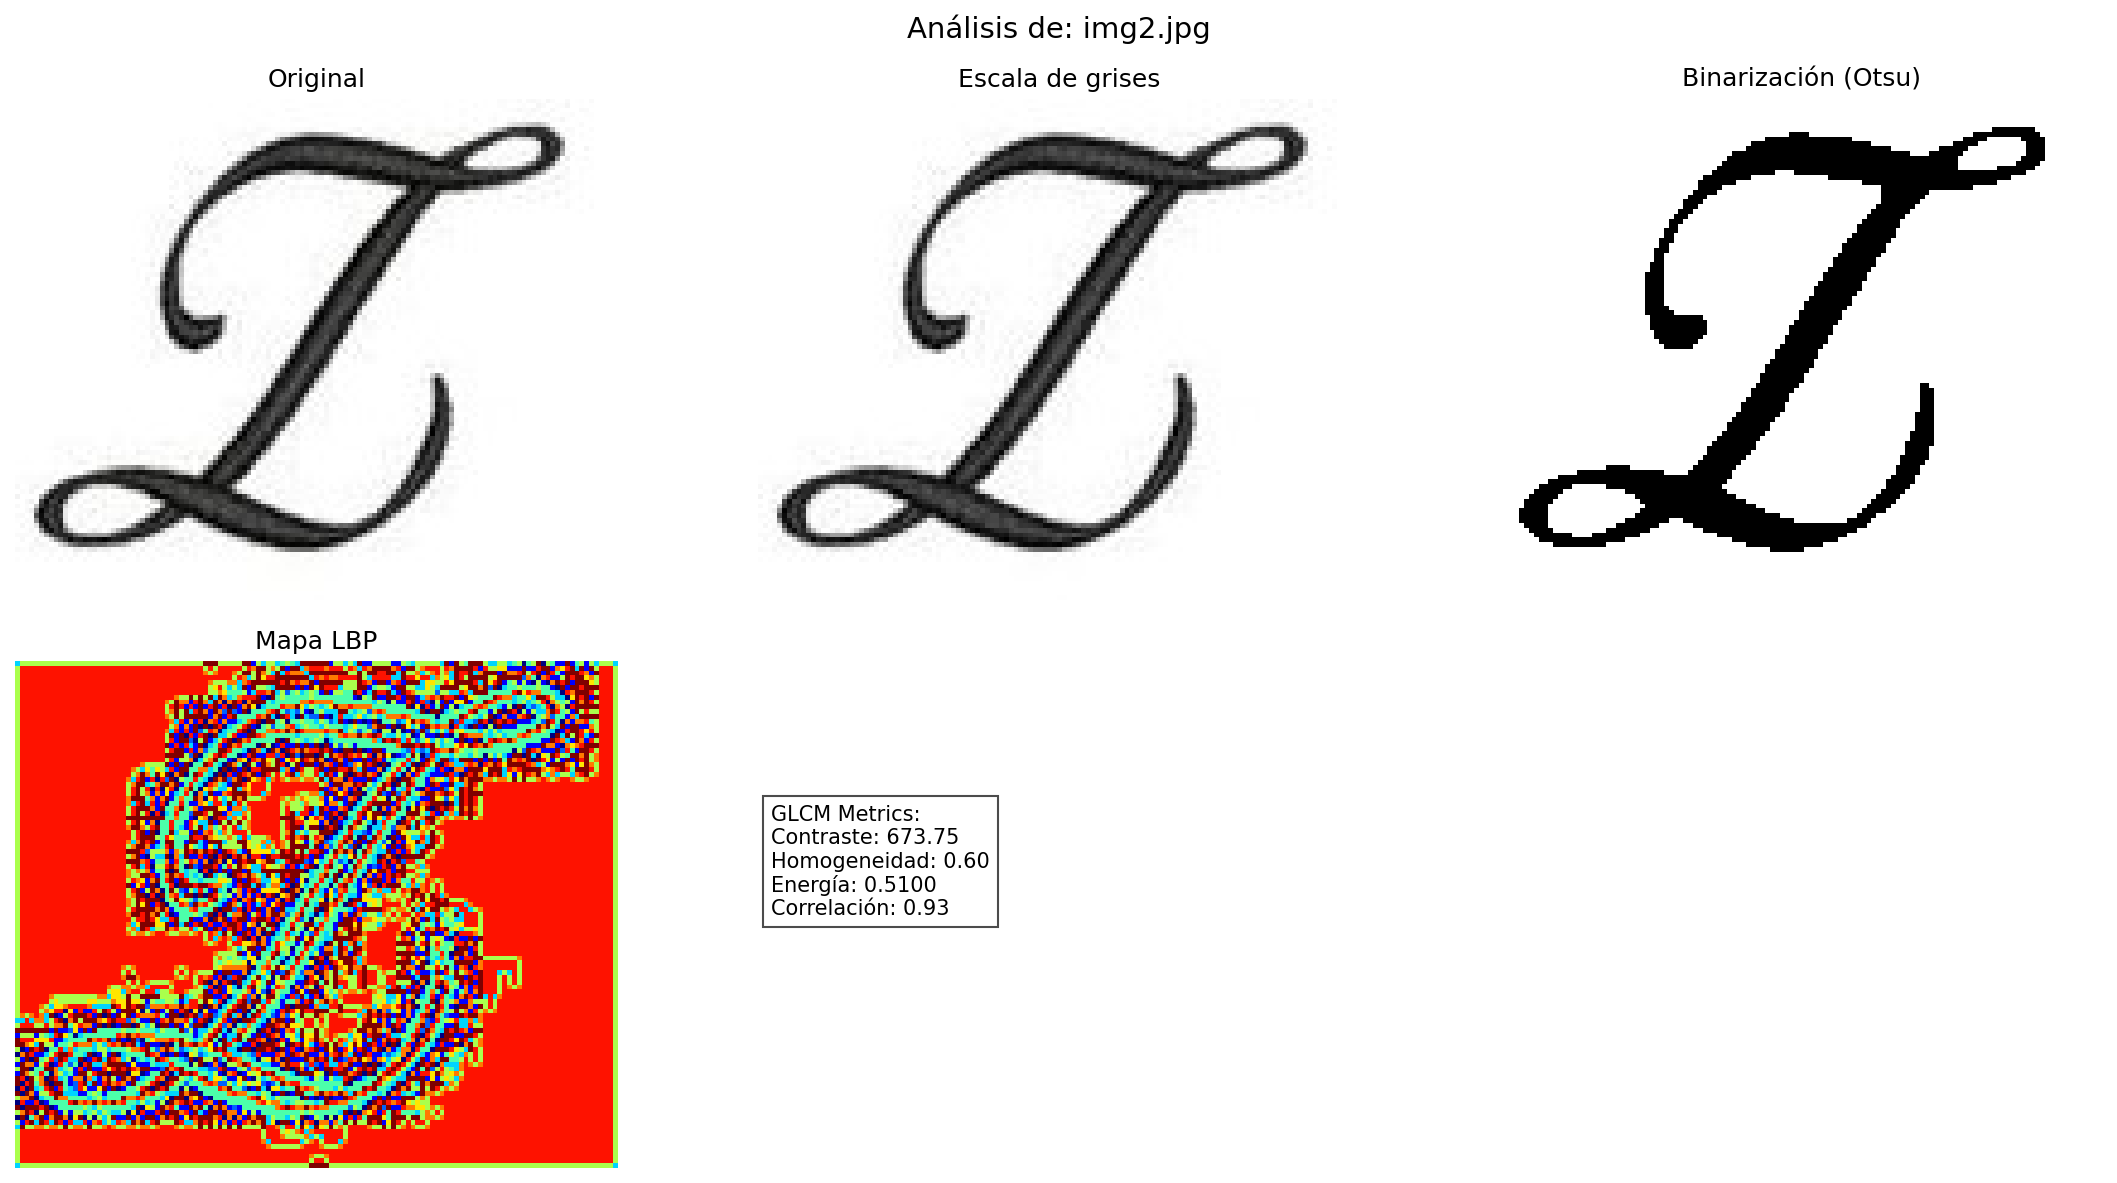 Análisis de: img2.jpg
Original
Escala de grises
Binarización (Otsu)
Mapa LBP
GLCM Metrics:
Contraste: 673.75
Homogeneidad: 0.60
Energía: 0.5100
Correlación: 0.93